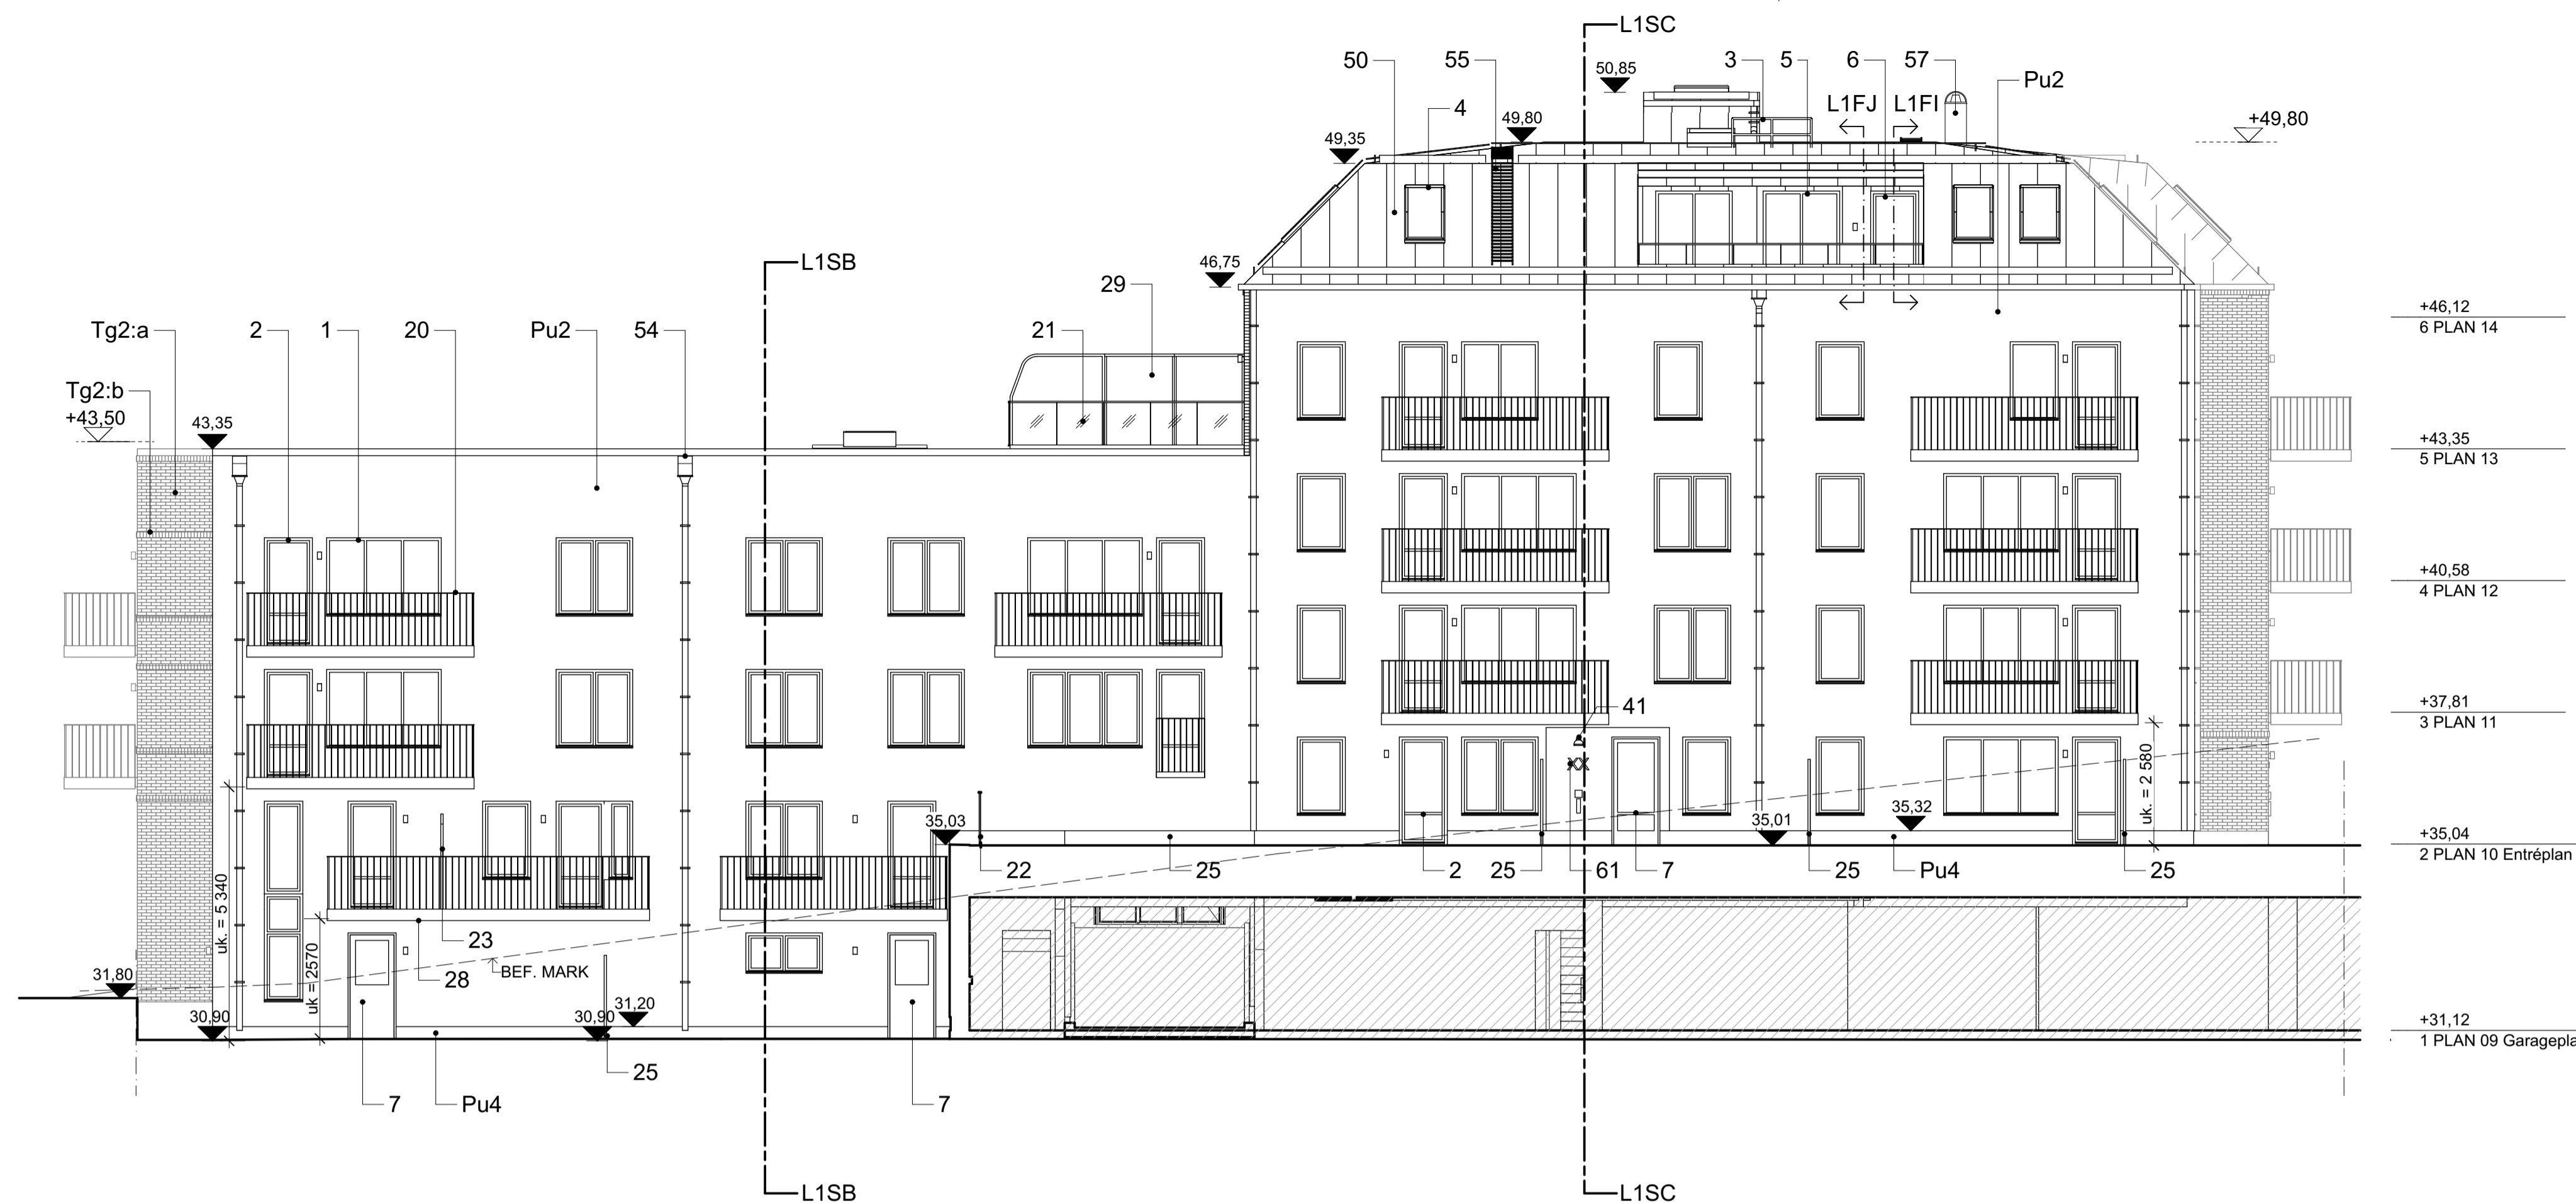 L1SC
50
55
50,85
3
5
6
57
Pu2
4
L1FJ
L1FI
49,80
+49,80
49,35
L1SB
46,75
29
+46,12
6 PLAN 14
Tg2:a
2
1
20
Pu2
54
21
Tg2:b
+43,50
43,35
+43,35
5 PLAN 13
+40,58
4 PLAN 12
41
+37,81
3 PLAN 11
XX
uk. = 2 580
35,03
35,01
35,32
+35,04
2 PLAN 10 Entréplan
22
25
2
25
61
7
25
Pu4
25
uk. = 5 340
uk = 2570
23
28
BEF. MARK
31,80
30,90
30,90
31,20
+31,12
1 PLAN 09 Garagepla
25
7
Pu4
7
L1SB
L1SC